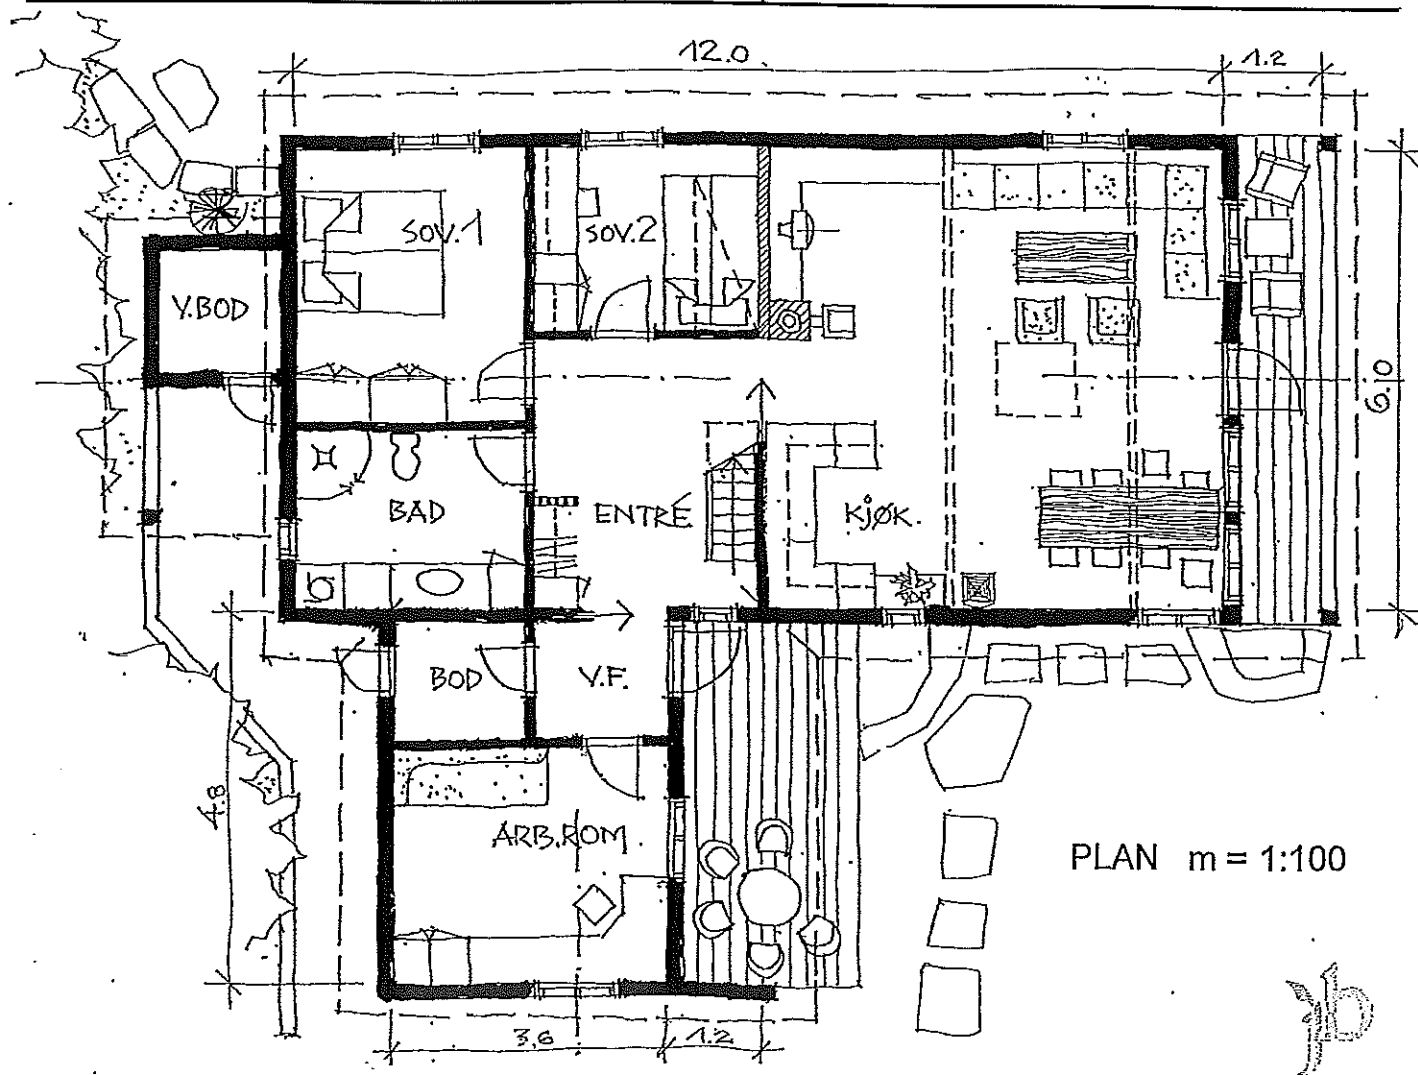 12.0
1.2
SOV.1
SOV.2
Y.BOD
6.0
BAD
ENTRÉ
KJØK.
BOD
V.F.
4.8
ARB.ROM
PLAN m = 1:100
3,6
1.2
jb